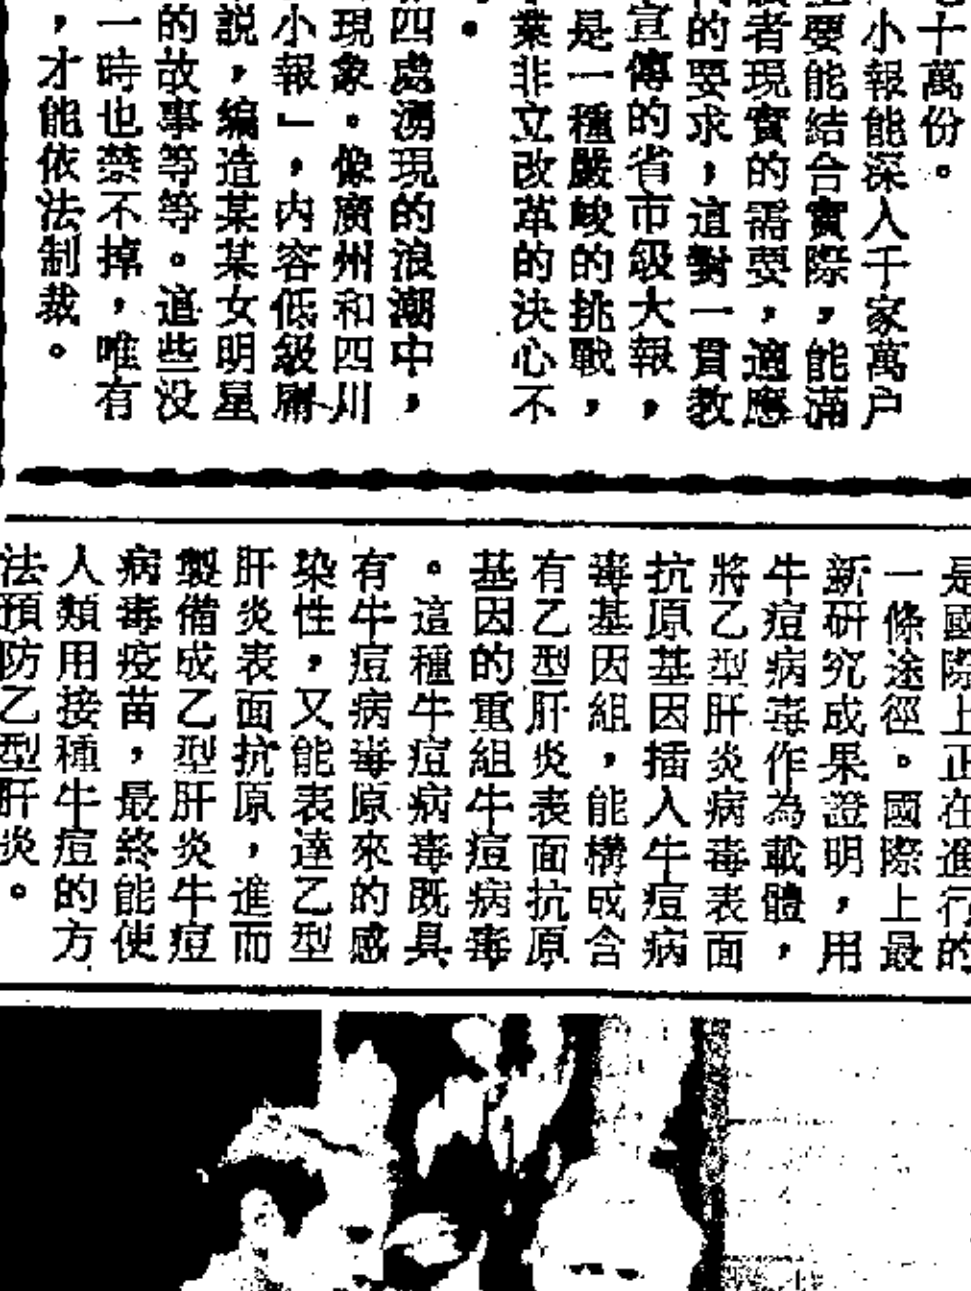 十萬份。
小報能深入千家萬户
要能結合實際，能滿
者現實的需要，適應
的要求，這對一貫教
宣傳的省市級大報，
是一種嚴峻的挑戰，
業非立改革的決心不
。
四處湧現的浪潮中，
現象。像廣州和四川
小報」，内容低級庸
説，編造某某女明星
的故事等等。這些没
一時也禁不掉，唯有
，才能依法制裁。
是國際上正在進行的
一條途徑。國際上最
新研究成果證明，用
牛痘病毒作為載體，
將乙型肝炎病毒表面
抗原基因插入牛痘病
毒基因組，能構成含
有乙型肝炎表面抗原
基因的重組牛痘病毒
。這種牛痘病毒既具
有牛痘病毒原來的感
染性，又能表達乙型
肝炎表面抗原，進而
製備成乙型肝炎牛痘
病毒疫苗，最終能使
人類用接種牛痘的方
法預防乙型肝炎。